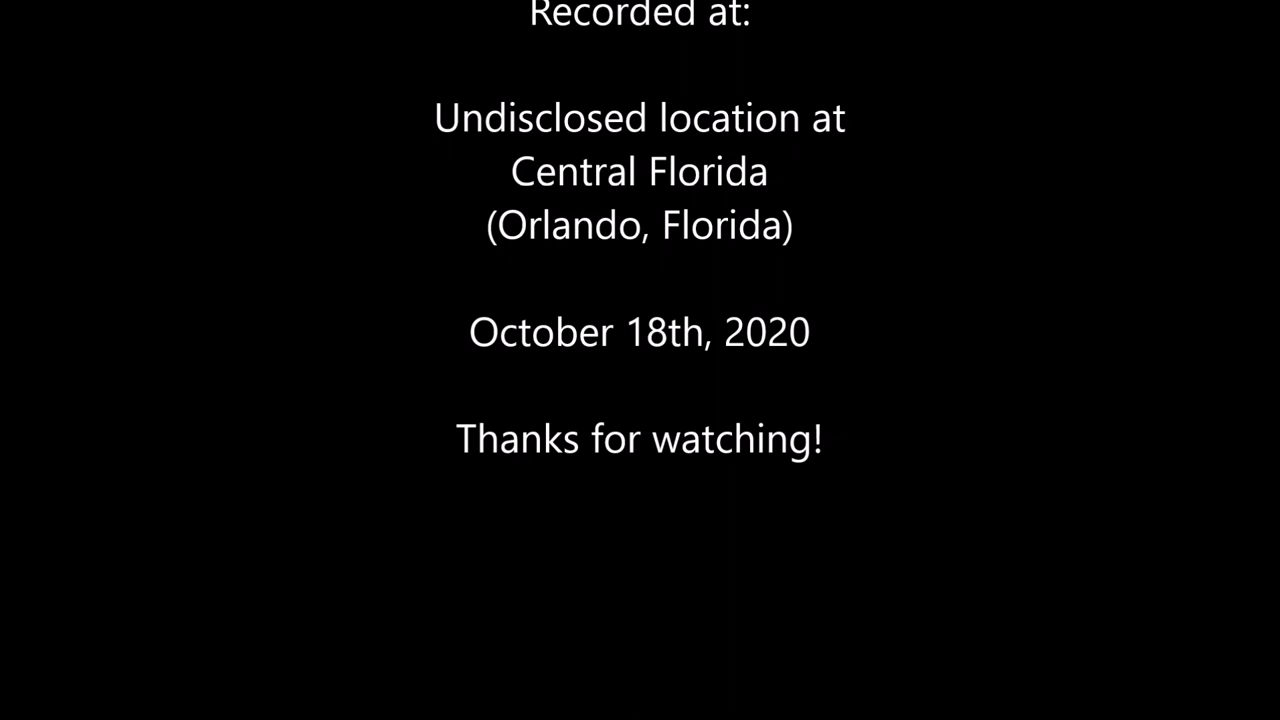 Recorded at:
Undisclosed location at
Central Florida
(Orlando, Florida)
October 18th, 2020
Thanks for watching!